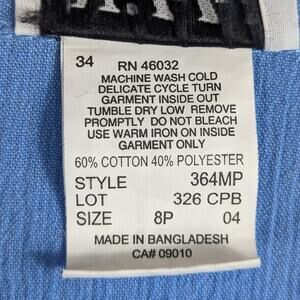 34 RN 46032
MACHINE WASH COLD
DELICATE CYCLE TURN
GARMENT INSIDE OUT
TUMBLE DRY LOW REMOVE
PROMPTLY DO NOT BLEACH
USE WARM IRON ON INSIDE
GARMENT ONLY
60% COTTON 40% POLYESTER
STYLE 364MP
LOT 326 CPB
SIZE 8P 04
MADE IN BANGLADESH
CA# 09010